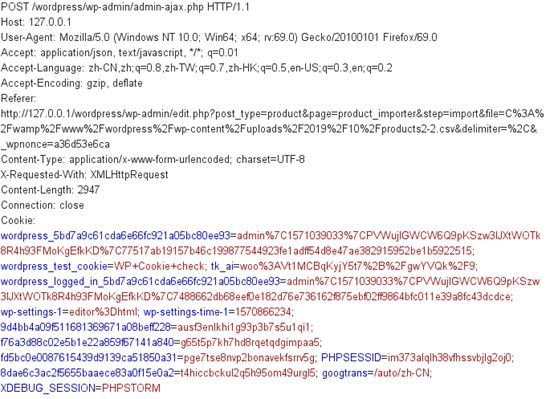 POST /wordpress/wp-admin/admin-ajax.php HTTP/1.1
Host: 127.0.0.1
User-Agent: Mozilla/5.0 (Windows NT 10.0; Win64; x64; rv:69.0) Gecko/20100101 Firefox/69.0
Accept: application/json, text/javascript, */*; q=0.01
Accept-Language: zh-CN,zh;q=0.8,zh-TW;q=0.7,zh-HK;q=0.5,en-US;q=0.3,en;q=0.2
Accept-Encoding: gzip, deflate
Referer:
http://127.0.0.1/wordpress/wp-admin/edit.php?post_type=product&page=product_importer&step=import&file=C%3A%
2Fwamp%2Fwww%2Fwordpress%2Fwp-content%2Fuploads%2F2019%2F10%2Fproducts2-2.csv&delimiter=%2C&
_wpnonce=a36d53e6ca
Content-Type: application/x-www-form-urlencoded; charset=UTF-8
X-Requested-With: XMLHttpRequest
Content-Length: 2947
Connection: close
Cookie:
wordpress_5bd7a9c61cda6e66fc921a05bc80ee93=admin%7C1571039033%7CPVWujlGWCW6Q9pKSzw3lJXtWOTk
8R4h93FMoKgEfkKD%7C77517ab19157b46c199877544923fe1adff54d8e47ae382915952be1b5922515;
wordpress_test_cookie=WP+Cookie+check; tk_ai=woo%3AVt1MCBqKyjY5t7%2B%2FgwYVQk%2F9;
wordpress_logged_in_5bd7a9c61cda6e66fc921a05bc80ee93=admin%7C1571039033%7CPVWujlGWCW6Q9pKSzw
3lJXtWOTk8R4h93FMoKgEfkKD%7C7488662db68eef0e182d76e736162f875ebf02ff9864bfc011e39a8fc43dcdce;
wp-settings-1=editor%3Dhtml; wp-settings-time-1=1570866234;
9d4bb4a09f511681369671a08beff228=ausf3enlkhi1g93p3b7s5u1qi1;
f76a3d88c02e5b1e22a859f67141a840=g65t5p7kh7hd8rqetqdgimpaa5;
fd5bc0e0087615439d9139ca51850a31=pge7tse8nvp2bonavekfsrrv5g; PHPSESSID=im373alqlh38vfhssvbjlg2oj0;
8dae6c3ac2f5655baaece83a0f15e0a2=t4hiccbckul2q5h95om49urgl5; googtrans=/auto/zh-CN;
XDEBUG_SESSION=PHPSTORM